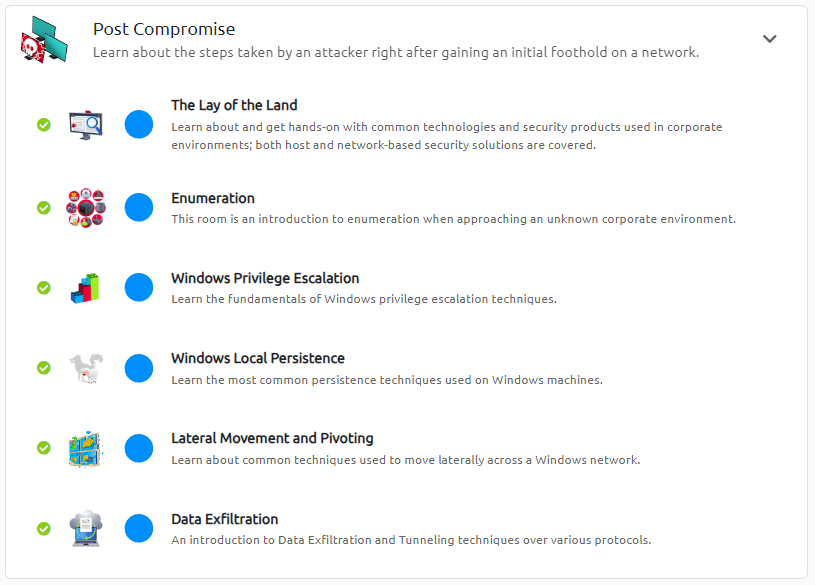 Post Compromise
Learn about the steps taken by an attacker right after gaining an initial foothold on a network.
The Lay of the Land
Learn about and get hands-on with common technologies and security products used in corporate
environments; both host and network-based security solutions are covered.
Enumeration
This room is an introduction to enumeration when approaching an unknown corporate environment.
Windows Privilege Escalation
Learn the fundamentals of Windows privilege escalation techniques.
Windows Local Persistence
Learn the most common persistence techniques used on Windows machines.
Lateral Movement and Pivoting
Learn about common techniques used to move laterally across a Windows network.
Data Exfiltration
An introduction to Data Exfiltration and Tunneling techniques over various protocols.